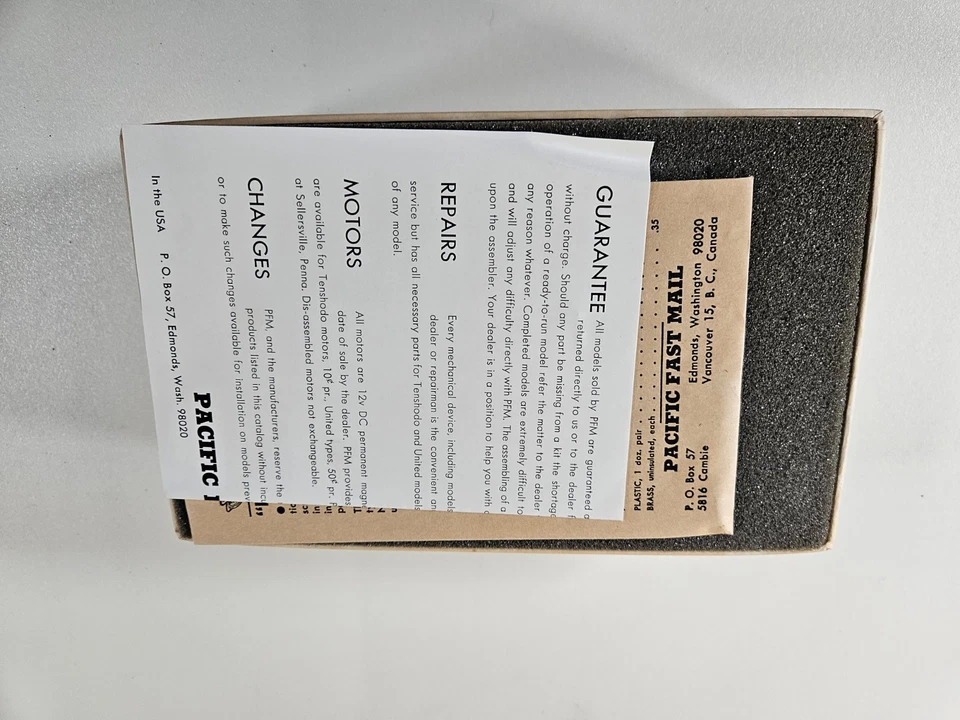 GUARANTEE All models sold by PFM are guaranteed
returned directly to us or to the dealer
without charge. Should any part be missing from a kit the shortage
operation of a ready-to-run model refer the matter to the dealer
any reason whatever. Completed models are extremely difficult to
and will adjust any difficulty directly with PFM. The assembling of a
upon the assembler. Your dealer is in a position to help you with
REPAIRS Every mechanical device, including models
dealer or repairman is the convenient
service but has all necessary parts for Tenshodo and United models
of any model.
MOTORS All motors are 12v. DC permanent
date of sale by the dealer. PFM provides
are available for Tenshodo motors, 10¢ pr., United types, 50¢ pr.
at Sellersville, Penna. Dis-assembled motors not exchangeable.
CHANGES PFM, and the manufacturers, reserve the
products listed in this catalog without
or to make such changes available for installation on models
PACIFIC
In the USA P. O. Box 57, Edmonds, Wash. 98020
PLASTIC, 1 doz. pair . . . . . . . . . . . . .35
BRASS, uninsulated, each . . .
PACIFIC FAST MAIL
P. O. Box 57, Edmonds, Washington 98020
5816 Cambie Vancouver 15, B. C., Canada